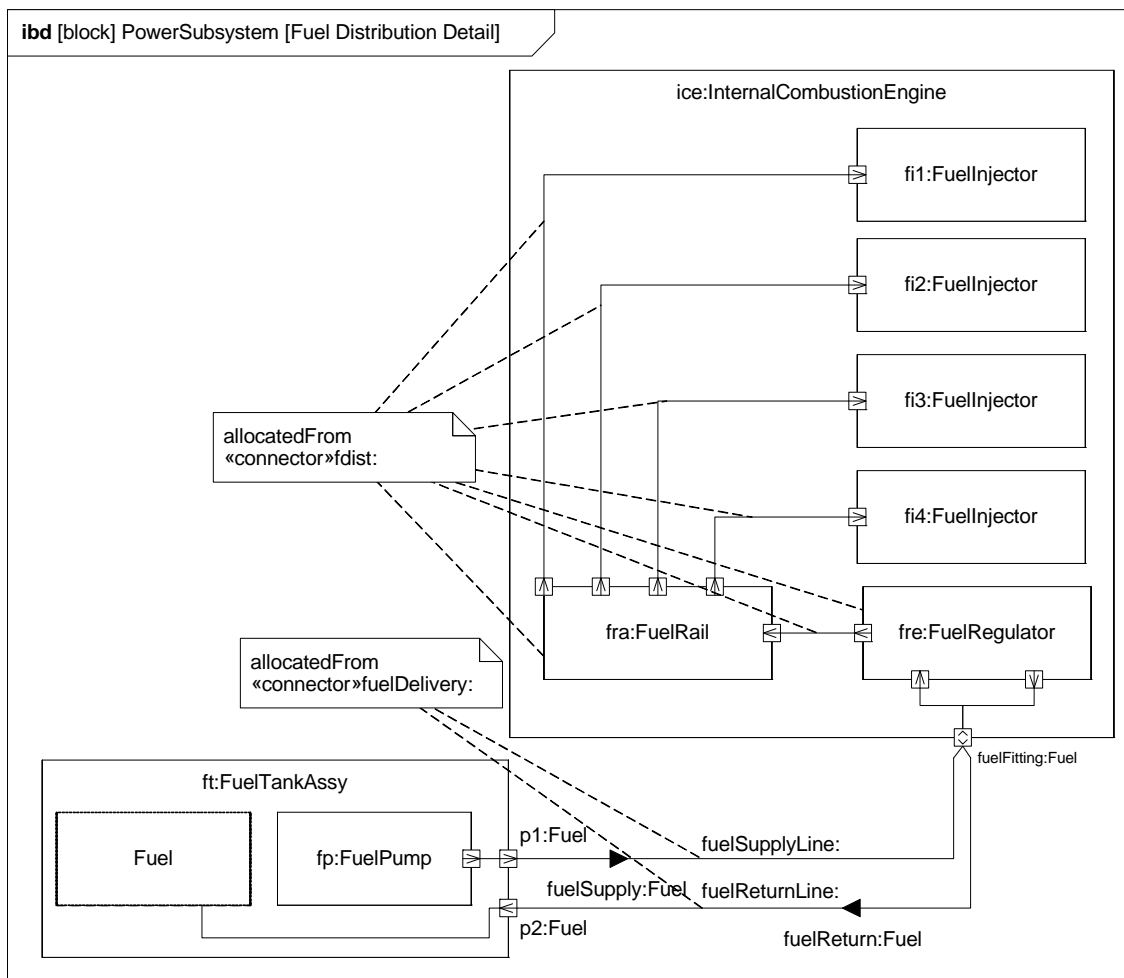 ibd [block] PowerSubsystem [Fuel Distribution Detail]
ice:InternalCombustionEngine
fi1:FuelInjector
fi2:FuelInjector
fi3:FuelInjector
allocatedFrom
«connector»fdist:
fi4:FuelInjector
fra:FuelRail
fre:FuelRegulator
allocatedFrom
«connector»fuelDelivery:
fuelFitting:Fuel
ft:FuelTankAssy
p1:Fuel
fuelSupplyLine:
Fuel
fp:FuelPump
fuelSupply:Fuel
fuelReturnLine:
p2:Fuel
fuelReturn:Fuel